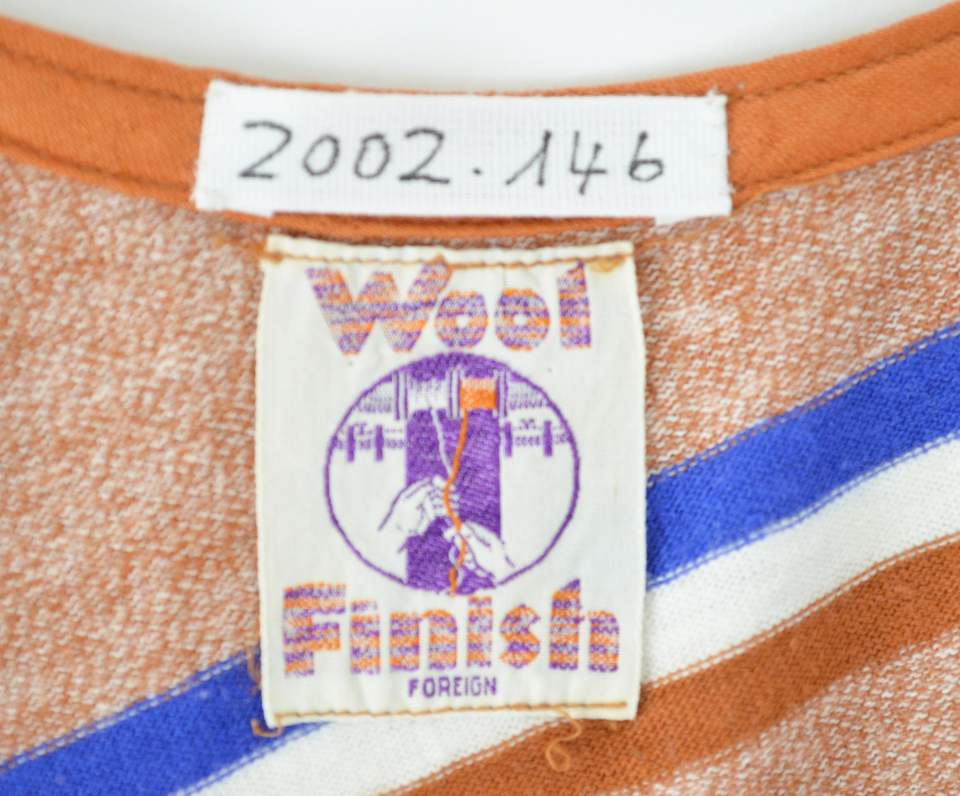 2002.146
Wool
Finish
FOREIGN